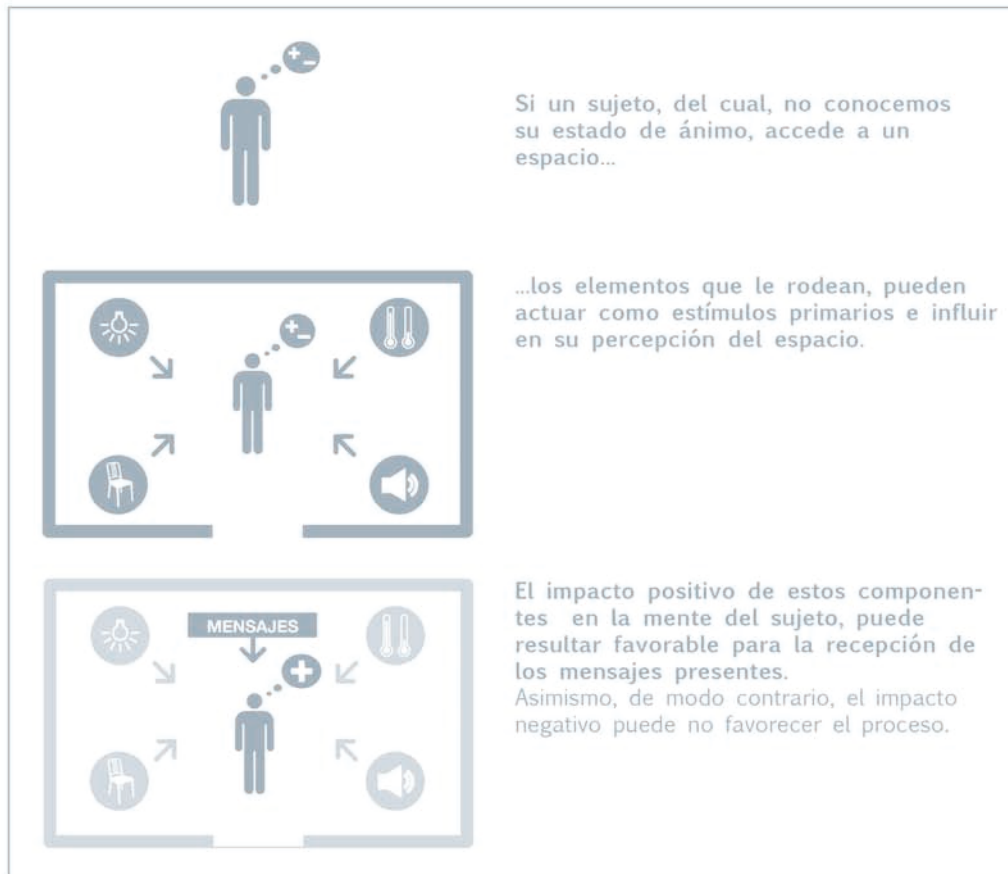 Si un sujeto, del cual, no conocemos
su estado de ánimo, accede a un
espacio...
...los elementos que le rodean, pueden
actuar como estímulos primarios e influir
en su percepción del espacio.
MENSAJES
El impacto positivo de estos componen-
tes en la mente del sujeto, puede
resultar favorable para la recepción de
los mensajes presentes.
Asimismo, de modo contrario, el impacto
negativo puede no favorecer el proceso.